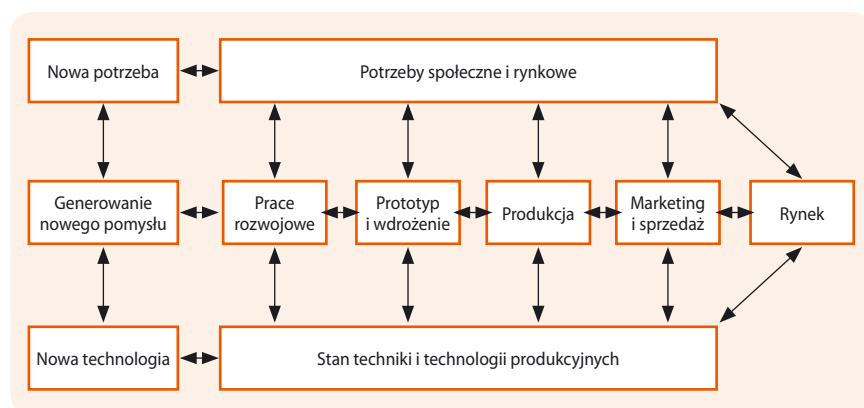 Nowa potrzeba
Potrzeby społeczne i rynkowe
Generowanie
nowego pomysłu
Prace
rozwojowe
Prototyp
i wdrożenie
Produkcja
Marketing
i sprzedaż
Rynek
Nowa technologia
Stan techniki i technologii produkcyjnych